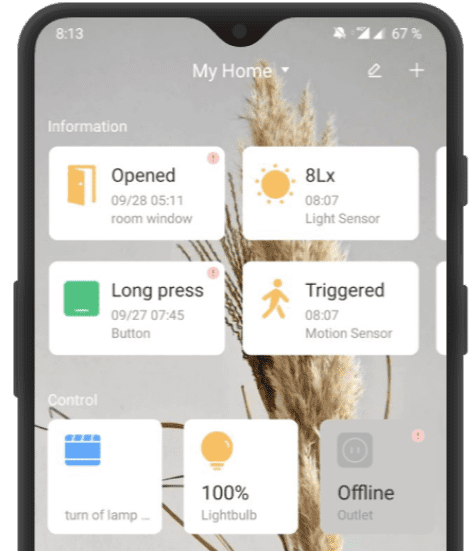 8:13
67 %
My Home
Information
Opened
09/28 05:11
room window
8Lx
08:07
Light Sensor
Long press
09/27 07:45
Button
Triggered
08:07
Motion Sensor
Control
turn of lamp ...
100%
Lightbulb
Offline
Outlet